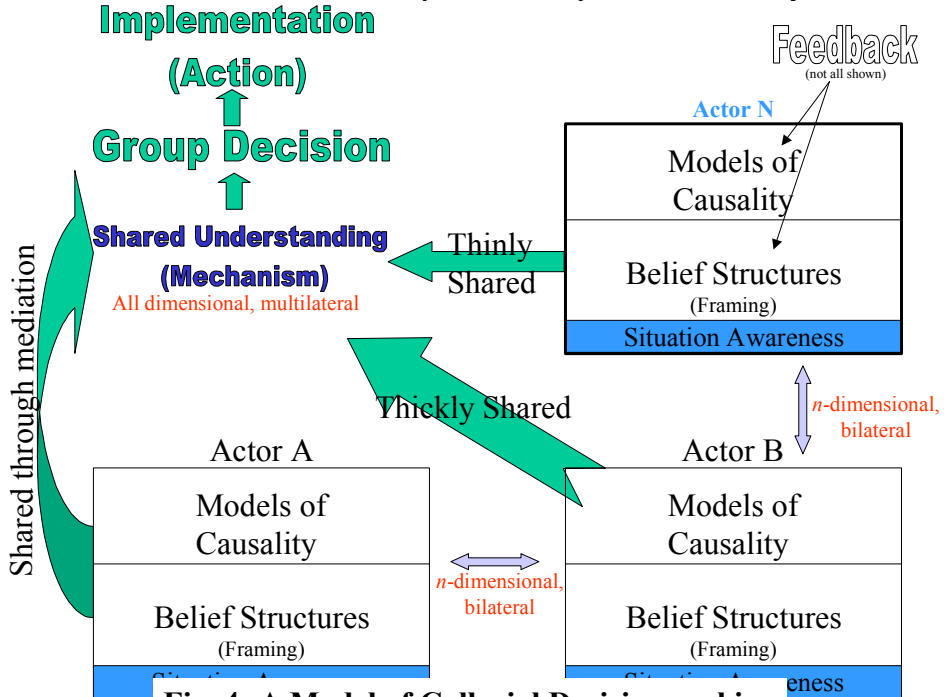 Implementation
(Action)
Group Decision
Shared Understanding
(Mechanism)
All dimensional, multilateral
Feedback
(not all shown)
Actor N
Models of
Causality
Belief Structures
(Framing)
Situation Awareness
Thinly
Shared
Thickly Shared
Shared through mediation
n-dimensional,
bilateral
Actor A
Models of
Causality
Belief Structures
(Framing)
n-dimensional,
bilateral
Actor B
Models of
Causality
Belief Structures
(Framing)
eness